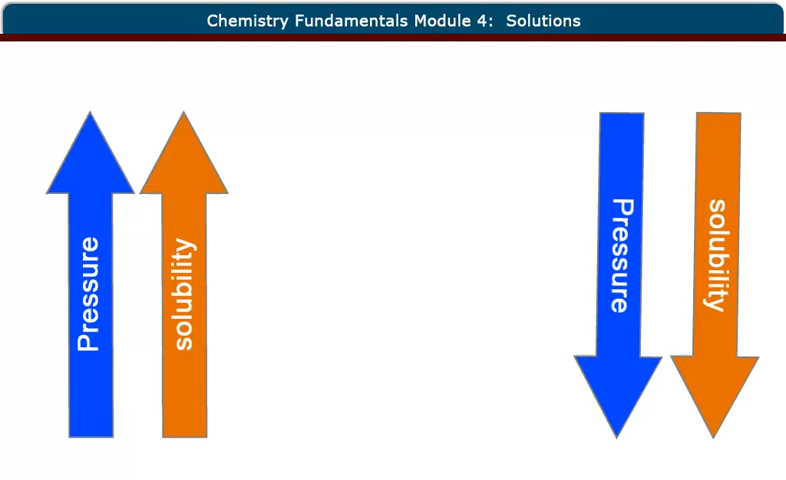 Chemistry Fundamentals Module 4: Solutions
Pressure
solubility
Pressure
solubility